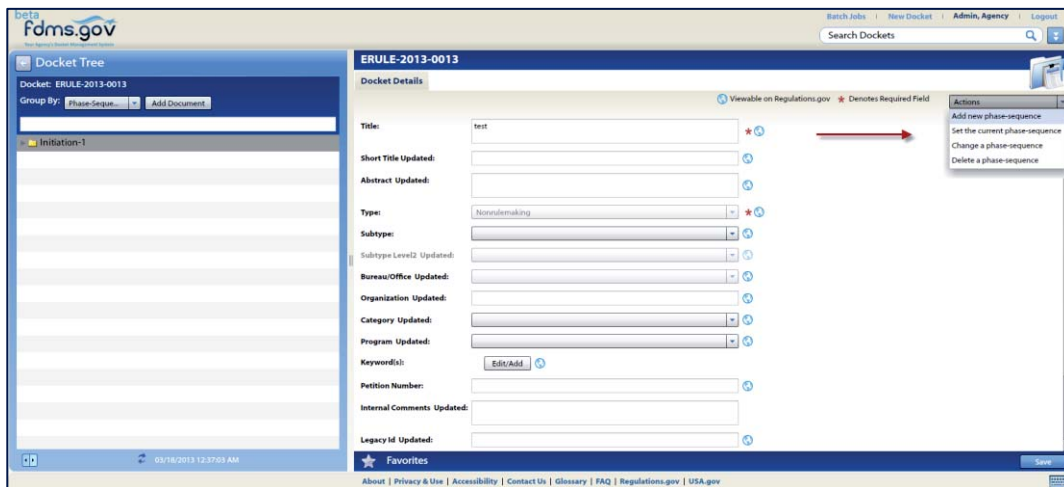 beta
fdms.gov
Your Agency's Docket Management System
Batch Jobs | New Docket | Admin, Agency | Logout
Search Dockets
Docket Tree
Docket: ERULE-2013-0013
Group By: Phase-Seque... Add Document
Initiation-1
03/18/2013 12:37:03 AM
ERULE-2013-0013
Docket Details
Viewable on Regulations.gov * Denotes Required Field
Actions
Add new phase-sequence
Set the current phase-sequence
Change a phase-sequence
Delete a phase-sequence
Title: test
Short Title Updated:
Abstract Updated:
Type: Nonrulemaking
Subtype:
Subtype Level2 Updated:
Bureau/Office Updated:
Organization Updated:
Category Updated:
Program Updated:
Keyword(s): Edit/Add
Petition Number:
Internal Comments Updated:
Legacy Id Updated:
Favorites
Save
About | Privacy & Use | Accessibility | Contact Us | Glossary | FAQ | Regulations.gov | USA.gov